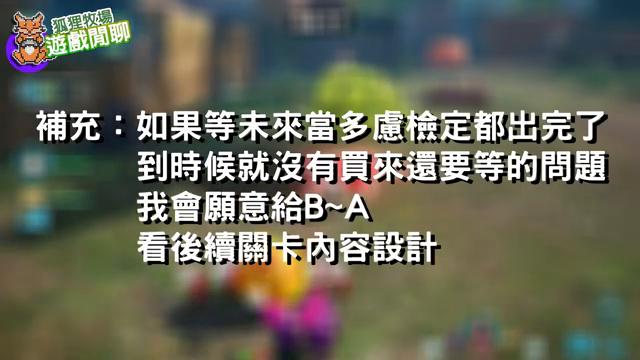 狐狸牧場
遊戲閒聊
補充：如果等未來當多慮檢定都出完了
到時候就沒有買來還要等的問題
我會願意給B~A
看後續關卡內容設計